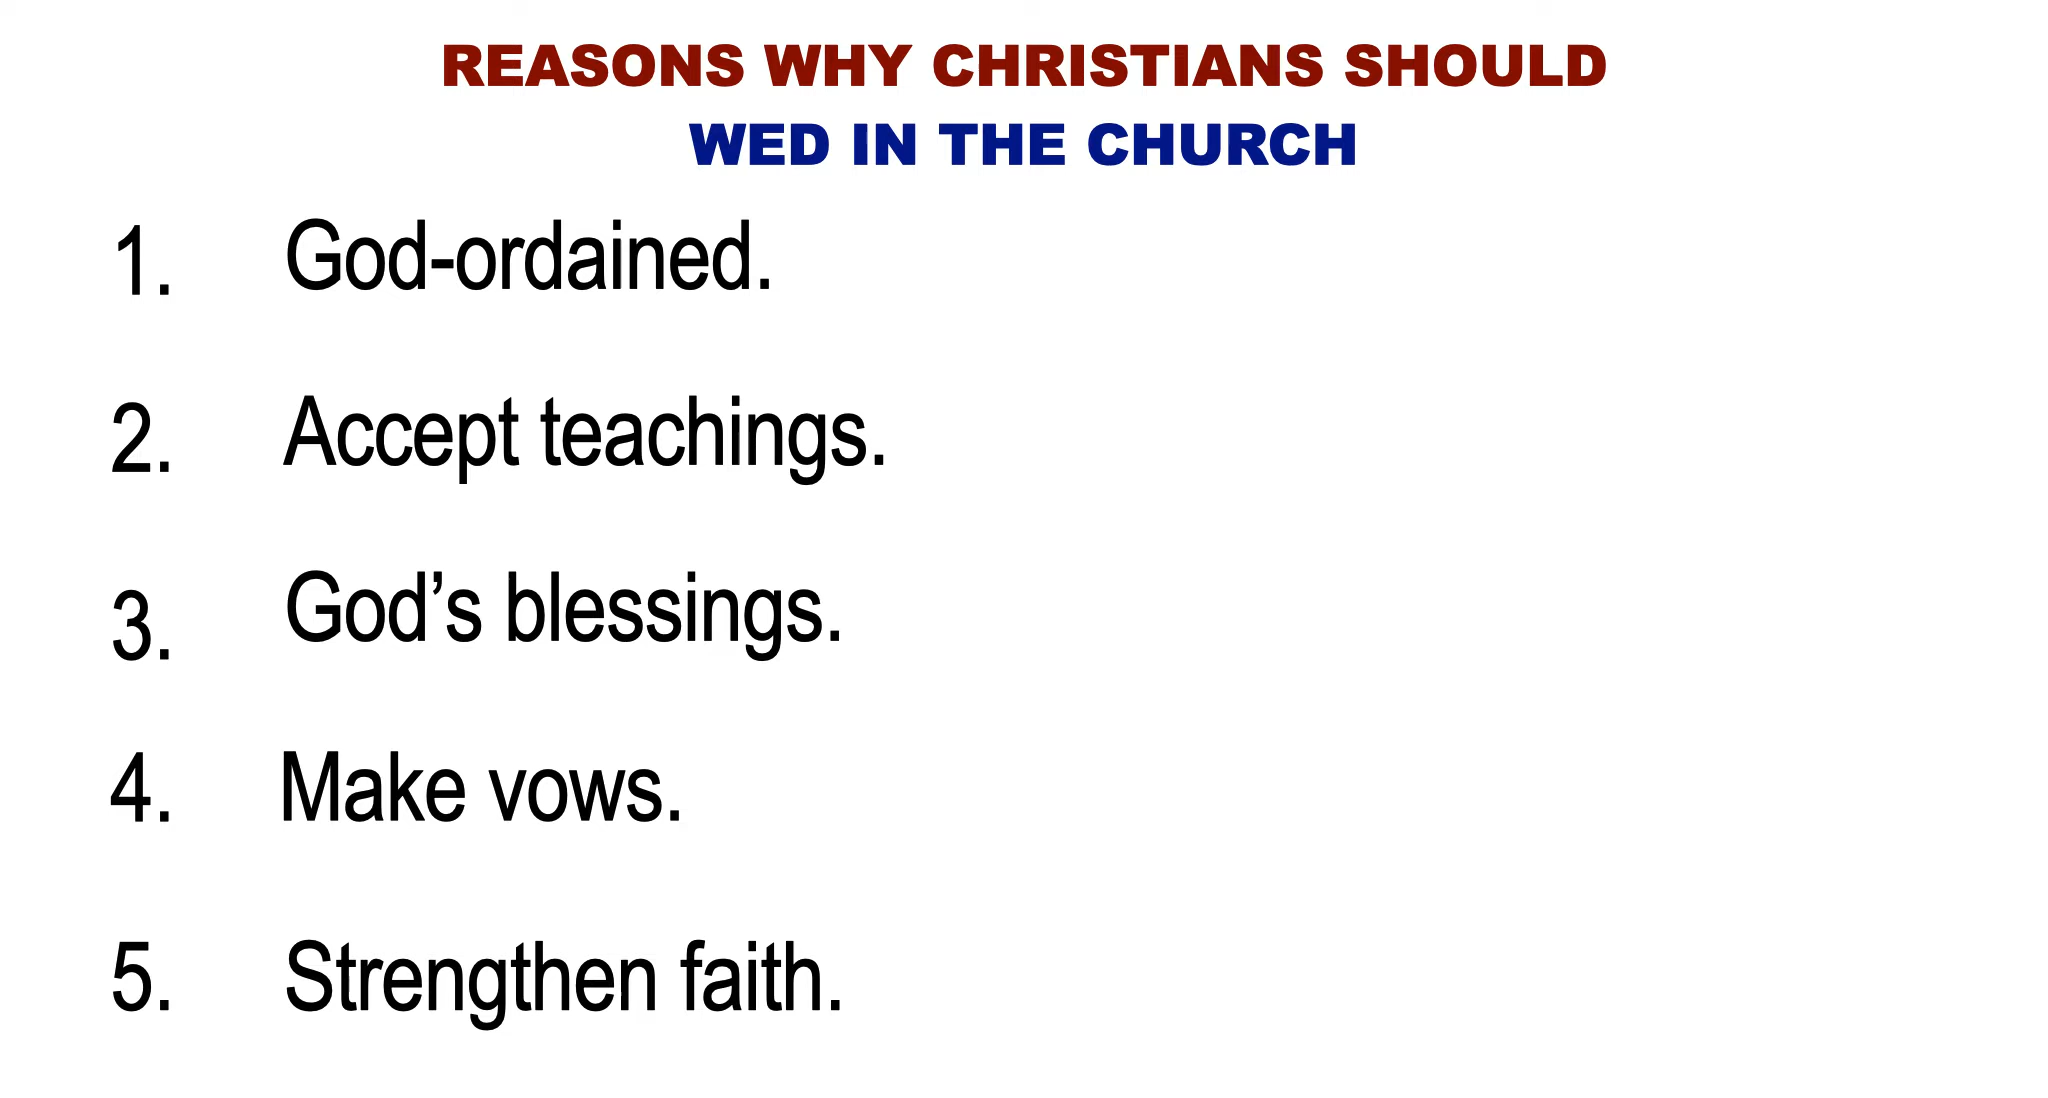 REASONS WHY CHRISTIANS SHOULD
WED IN THE CHURCH
1. God-ordained.
2. Accept teachings.
3. God’s blessings.
4. Make vows.
5. Strengthen faith.